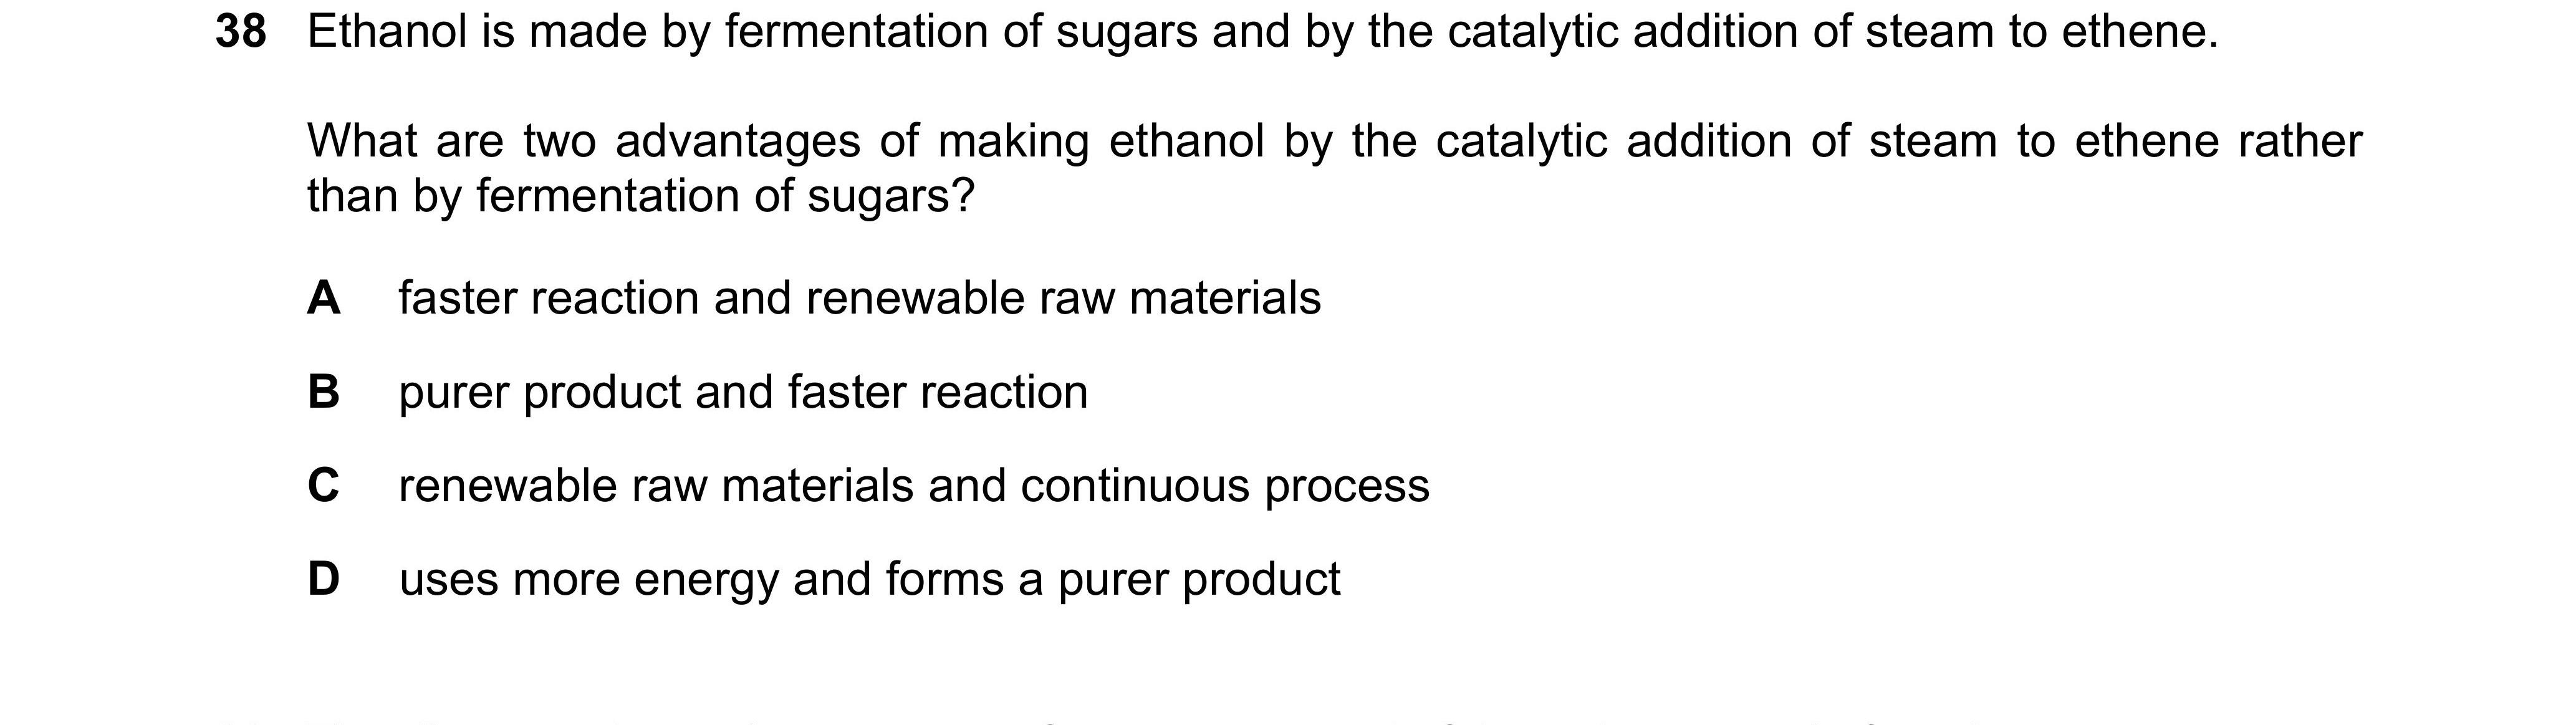 38 Ethanol is made by fermentation of sugars and by the catalytic addition of steam to ethene.
What are two advantages of making ethanol by the catalytic addition of steam to ethene rather
than by fermentation of sugars?
A faster reaction and renewable raw materials
B purer product and faster reaction
C renewable raw materials and continuous process
D uses more energy and forms a purer product